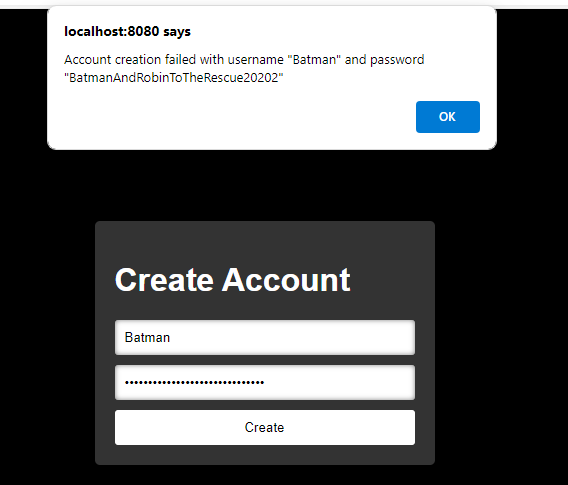 localhost:8080 says
Account creation failed with username "Batman" and password
"BatmanAndRobinToTheRescue20202"
OK
Create Account
Batman
••••••••••••••••••••••••••••••
Create